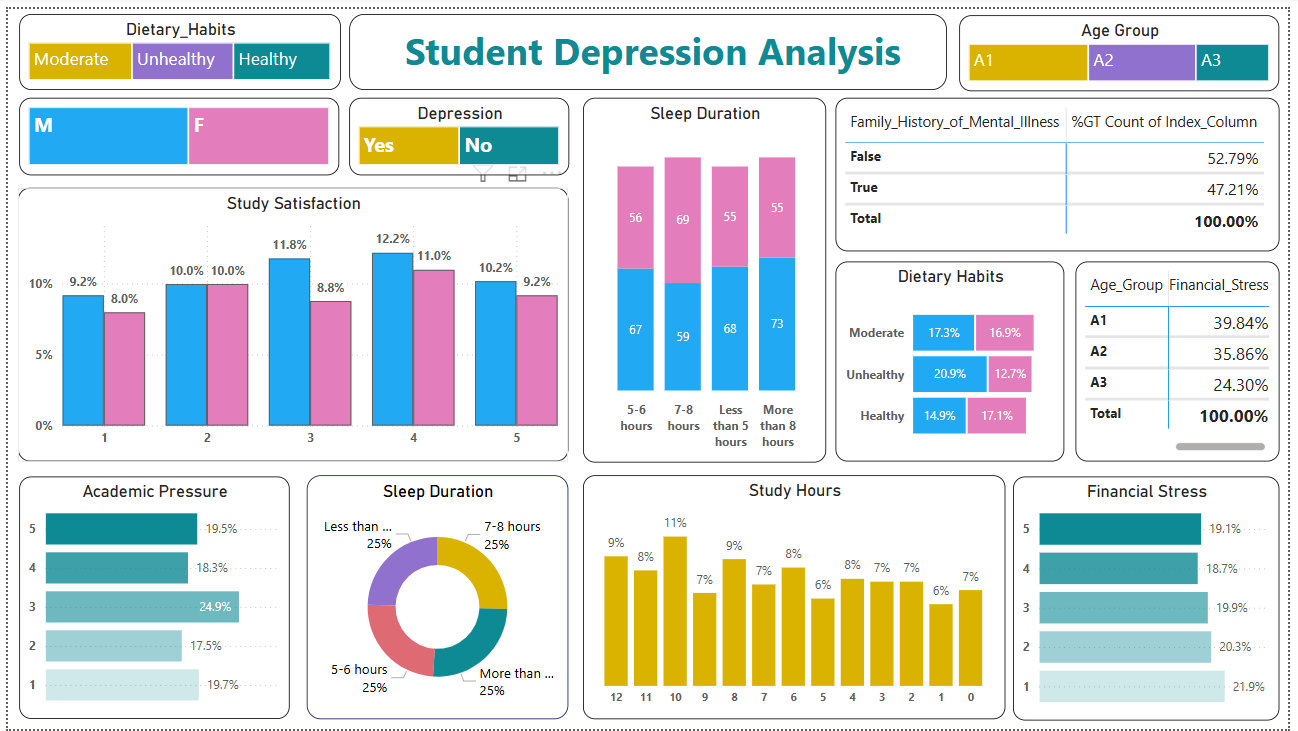 Dietary_Habits
Moderate Unhealthy Healthy
Student Depression Analysis
Age Group
A1 A2 A3
M F
Depression
Yes No
Study Satisfaction
10%
5%
0%
9.2% 8.0% 10.0% 10.0% 11.8% 8.8% 12.2% 11.0% 10.2% 9.2%
1 2 3 4 5
Sleep Duration
56 69 55 55
67 59 68 73
5-6 hours
7-8 hours
Less than 5 hours
More than 8 hours
Family_History_of_Mental_Illness %GT Count of Index_Column
False 52.79%
True 47.21%
Total 100.00%
Dietary Habits
Moderate 17.3% 16.9%
Unhealthy 20.9% 12.7%
Healthy 14.9% 17.1%
Age_Group Financial_Stress
A1 39.84%
A2 35.86%
A3 24.30%
Total 100.00%
Academic Pressure
5 19.5%
4 18.3%
3 24.9%
2 17.5%
1 19.7%
Sleep Duration
Less than ...
25%
7-8 hours
25%
5-6 hours
25%
More than ...
25%
Study Hours
9% 8% 11% 7% 9% 7% 8% 6% 8% 7% 7% 6% 7%
12 11 10 9 8 7 6 5 4 3 2 1 0
Financial Stress
5 19.1%
4 18.7%
3 19.9%
2 20.3%
1 21.9%